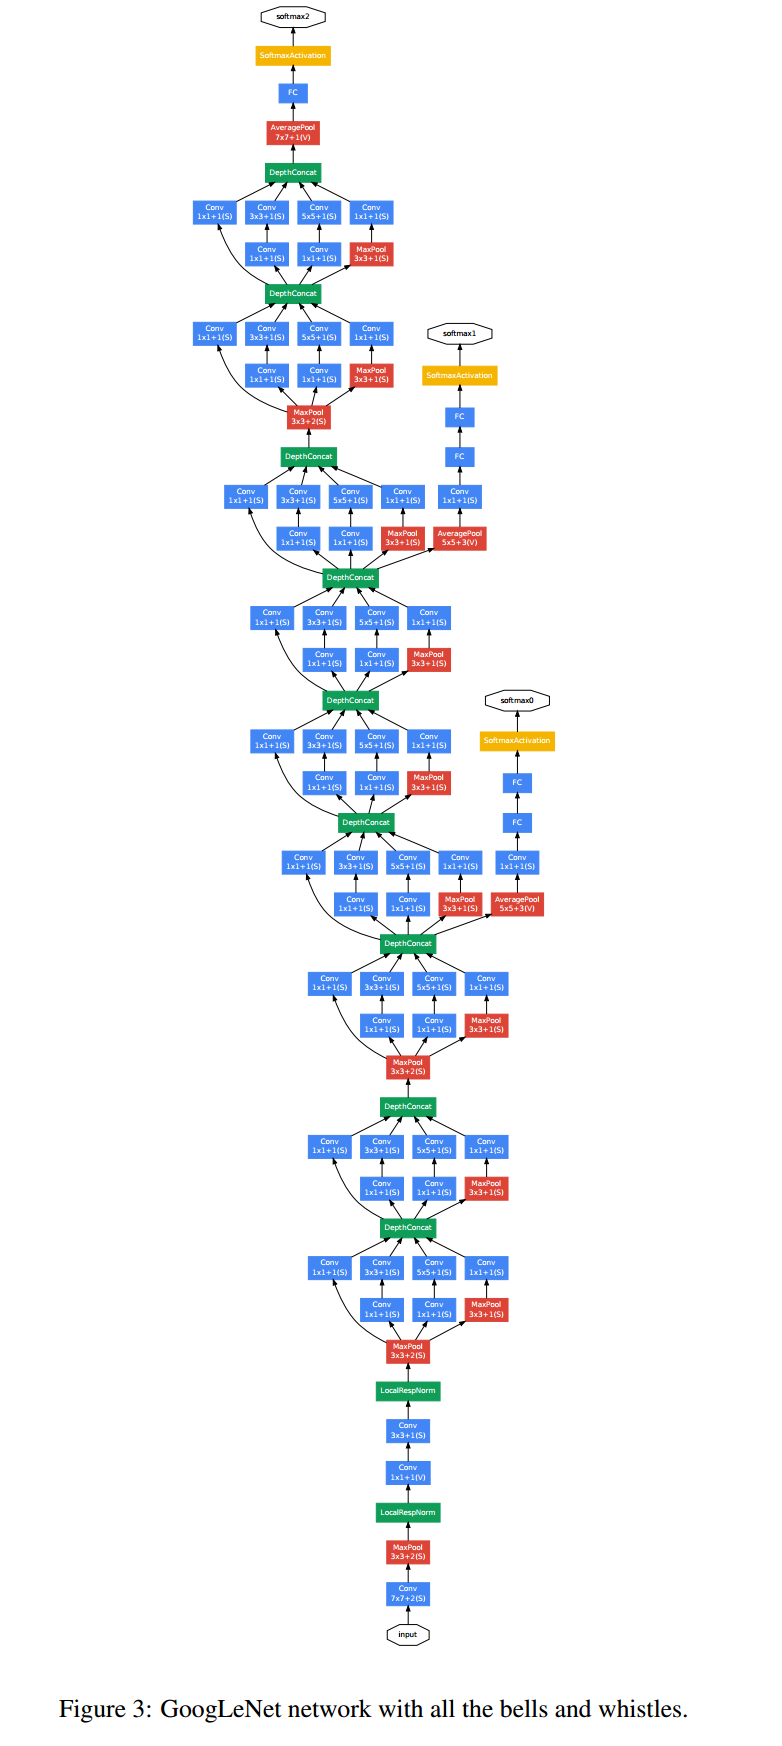 softmax2
SoftmaxActivation
FC
AveragePool
7x7+1(V)
DepthConcat
Conv Conv Conv Conv
1x1+1(S) 3x3+1(S) 5x5+1(S) 1x1+1(S)
Conv Conv MaxPool
1x1+1(S) 1x1+1(S) 3x3+1(S)
DepthConcat
Conv Conv Conv Conv
1x1+1(S) 3x3+1(S) 5x5+1(S) 1x1+1(S)
softmax1
Conv Conv MaxPool
1x1+1(S) 1x1+1(S) 3x3+1(S)
SoftmaxActivation
MaxPool
3x3+2(S)
FC
DepthConcat
FC
Conv Conv Conv Conv Conv
1x1+1(S) 3x3+1(S) 5x5+1(S) 1x1+1(S) 1x1+1(S)
Conv Conv MaxPool AveragePool
1x1+1(S) 1x1+1(S) 3x3+1(S) 5x5+3(V)
DepthConcat
Conv Conv Conv Conv
1x1+1(S) 3x3+1(S) 5x5+1(S) 1x1+1(S)
Conv Conv MaxPool
1x1+1(S) 1x1+1(S) 3x3+1(S)
DepthConcat
softmax0
Conv Conv Conv Conv
1x1+1(S) 3x3+1(S) 5x5+1(S) 1x1+1(S)
SoftmaxActivation
Conv Conv MaxPool
1x1+1(S) 1x1+1(S) 3x3+1(S)
FC
DepthConcat
FC
Conv Conv Conv Conv Conv
1x1+1(S) 3x3+1(S) 5x5+1(S) 1x1+1(S) 1x1+1(S)
Conv Conv MaxPool AveragePool
1x1+1(S) 1x1+1(S) 3x3+1(S) 5x5+3(V)
DepthConcat
Conv Conv Conv Conv
1x1+1(S) 3x3+1(S) 5x5+1(S) 1x1+1(S)
Conv Conv MaxPool
1x1+1(S) 1x1+1(S) 3x3+1(S)
MaxPool
3x3+2(S)
DepthConcat
Conv Conv Conv Conv
1x1+1(S) 3x3+1(S) 5x5+1(S) 1x1+1(S)
Conv Conv MaxPool
1x1+1(S) 1x1+1(S) 3x3+1(S)
DepthConcat
Conv Conv Conv Conv
1x1+1(S) 3x3+1(S) 5x5+1(S) 1x1+1(S)
Conv Conv MaxPool
1x1+1(S) 1x1+1(S) 3x3+1(S)
MaxPool
3x3+2(S)
LocalRespNorm
Conv
3x3+1(S)
Conv
1x1+1(V)
LocalRespNorm
MaxPool
3x3+2(S)
Conv
7x7+2(S)
input
Figure 3: GoogLeNet network with all the bells and whistles.